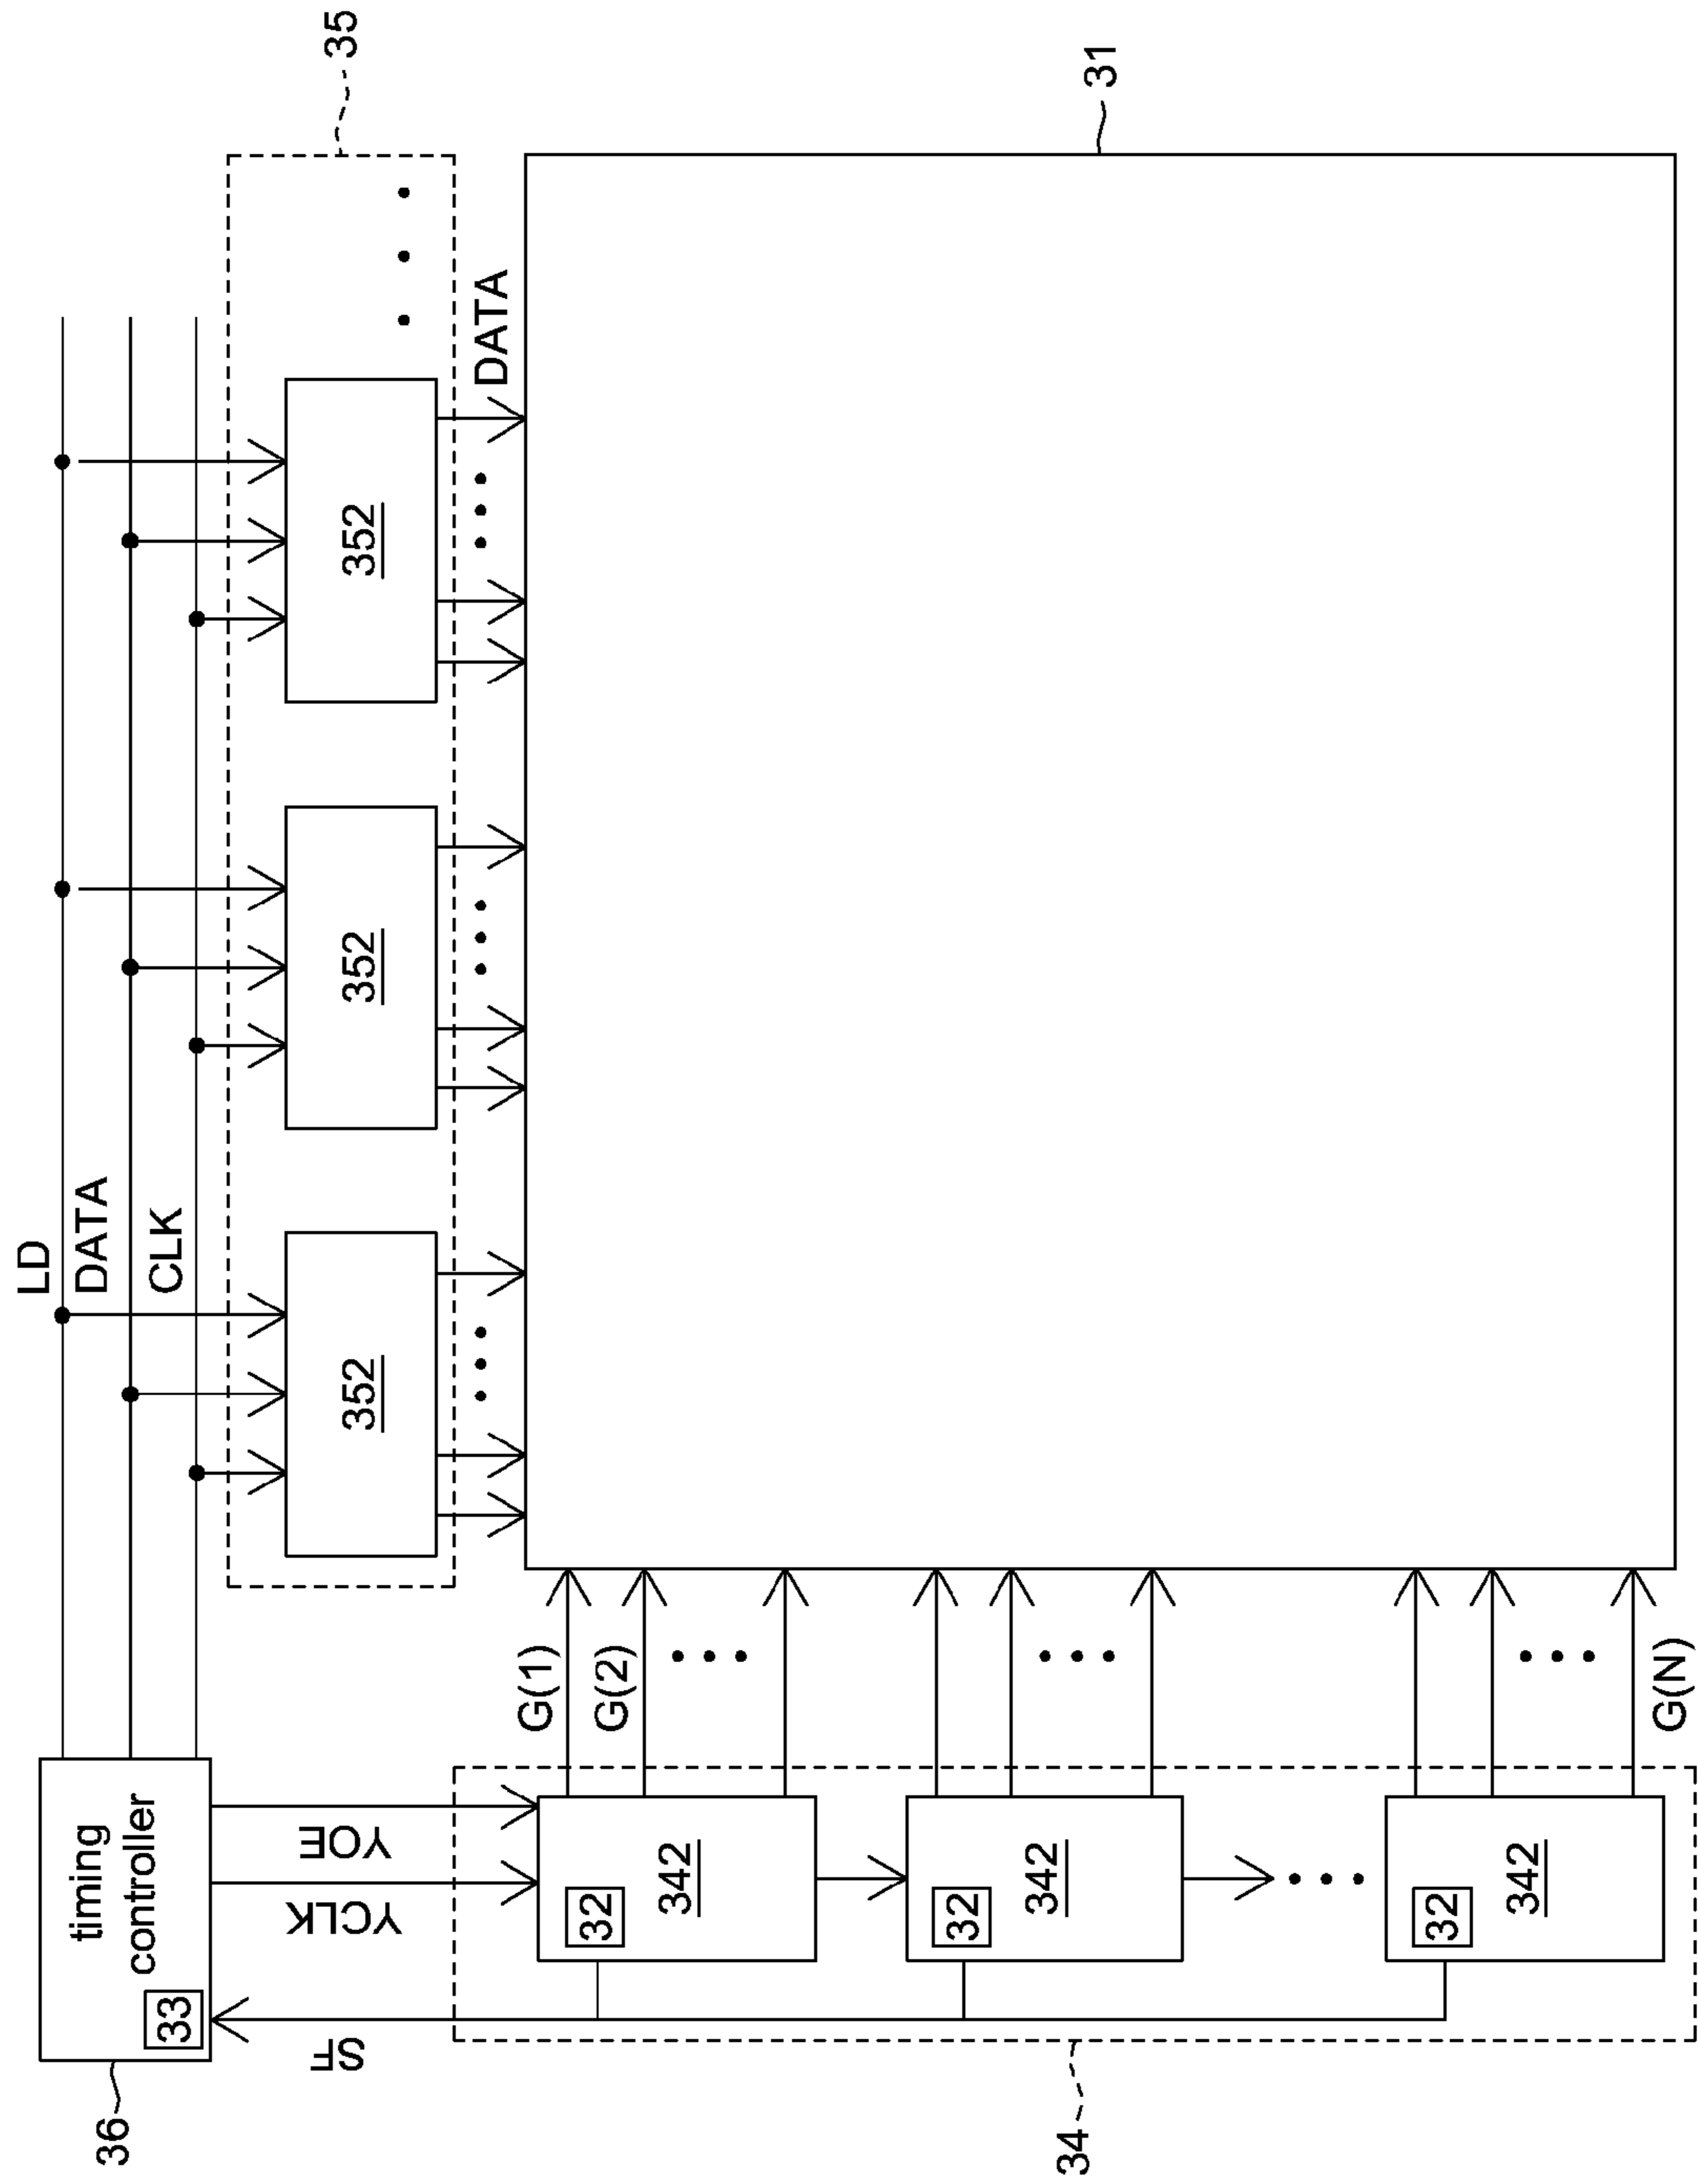 36
timing
controller
33
LD
DATA
CLK
35
352
352
352
DATA
SF
YCLK
YOE
34
32
342
G(1)
G(2)
32
342
32
342
G(N)
31